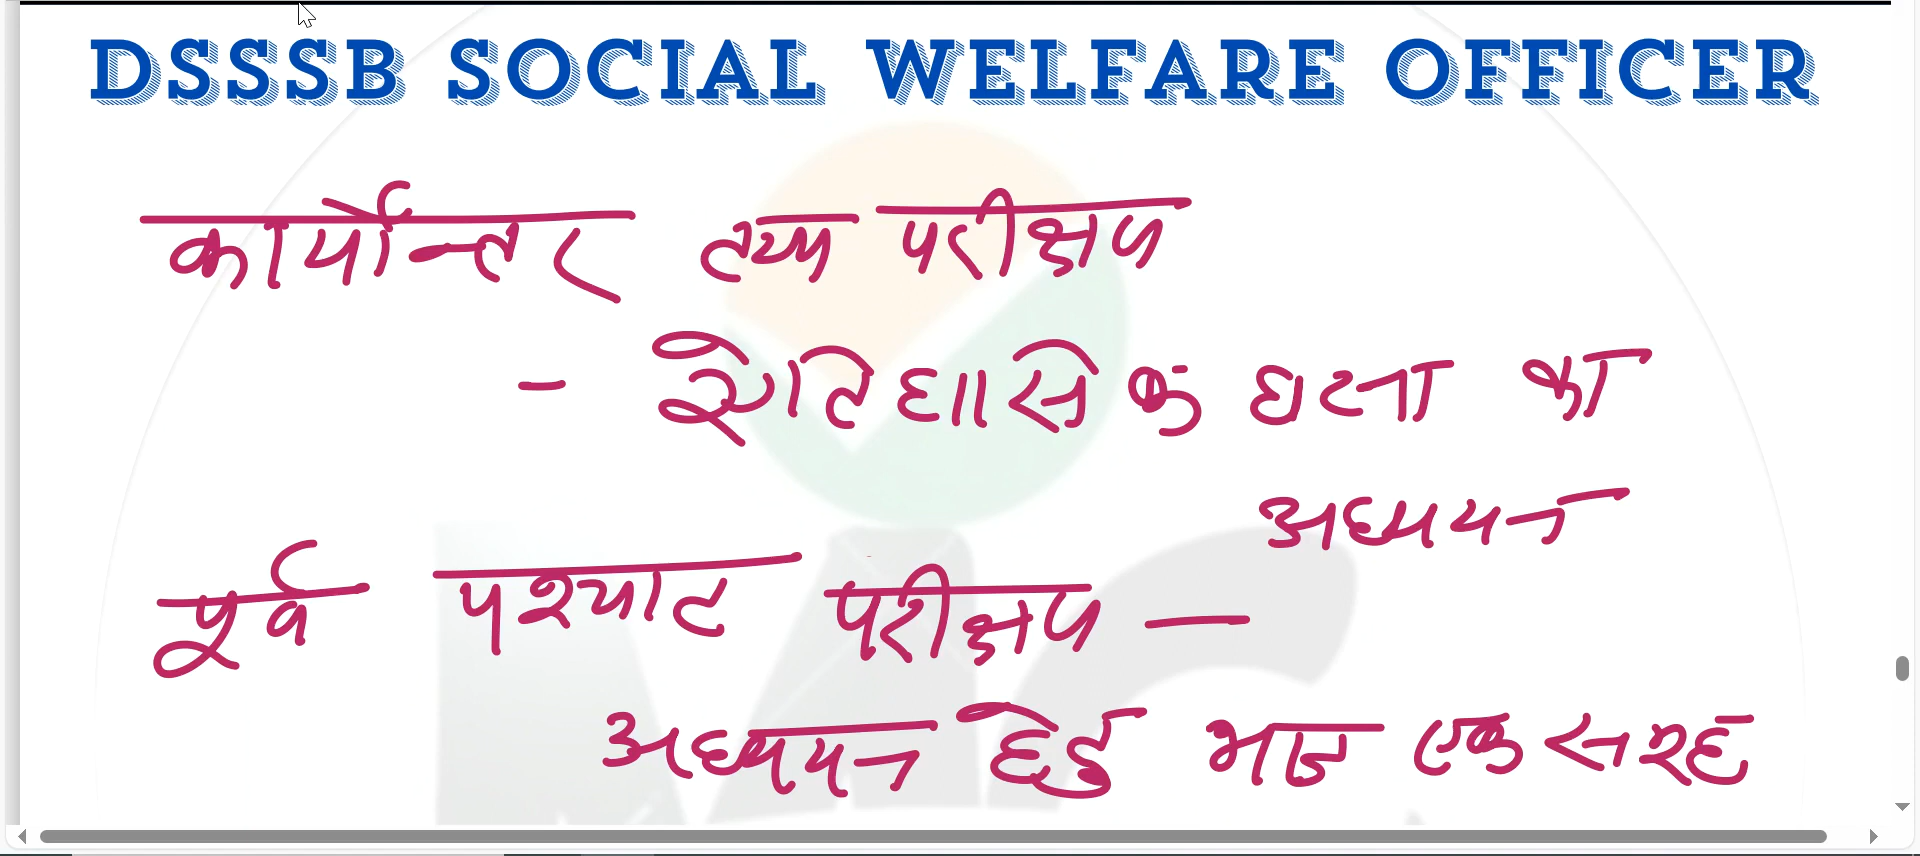 DSSSB SOCIAL WELFARE OFFICER
कार्योन्तर तथ्य परीक्षण
- ऐतिहासिक घटना का
अध्ययन
पूर्व पश्चात परीक्षण —
अध्ययन हेतु मात्र एक समूह